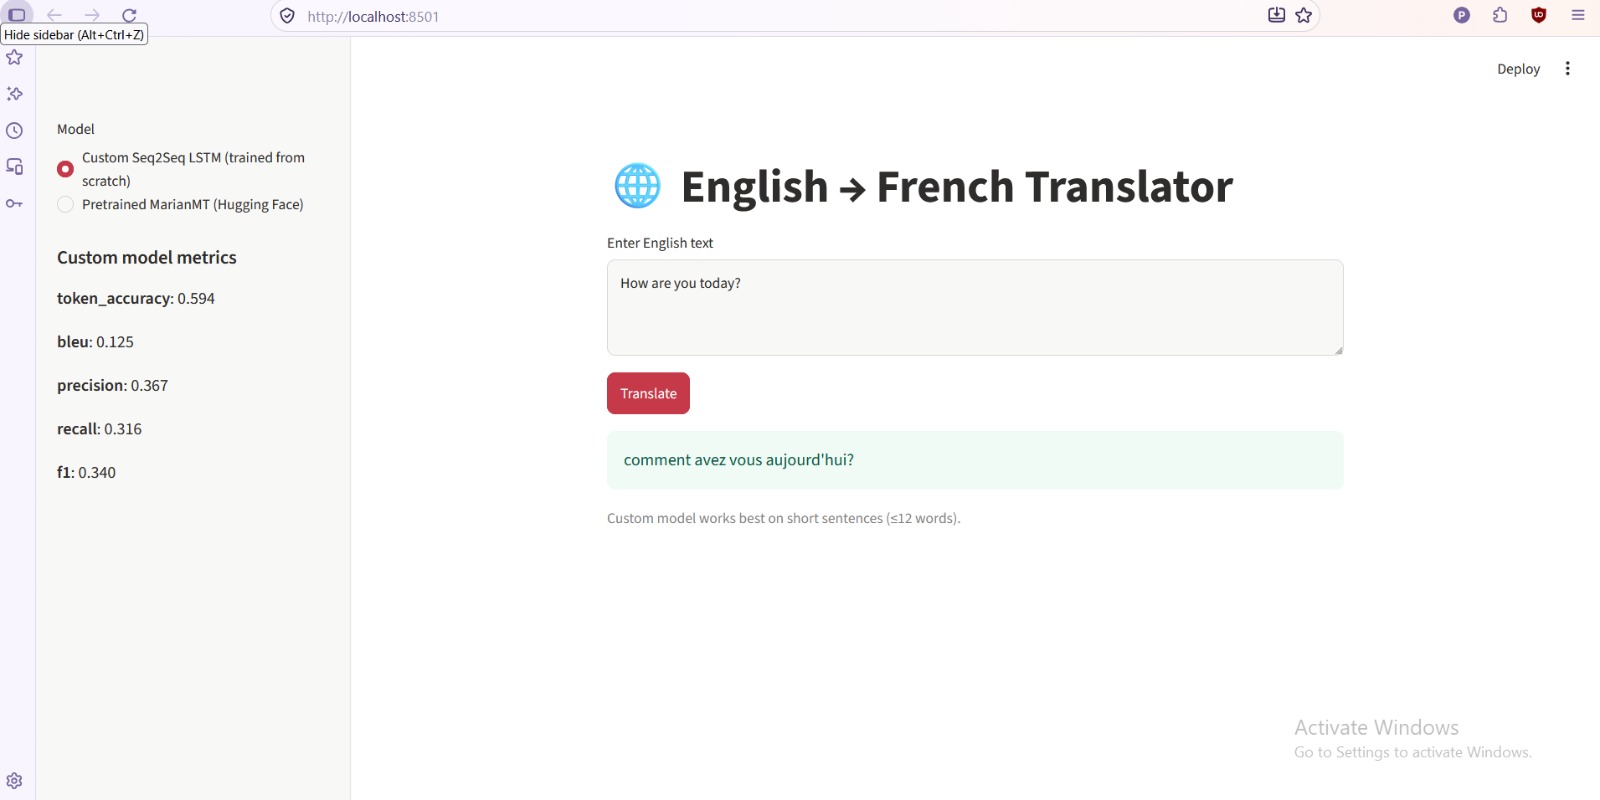 http://localhost:8501
Hide sidebar (Alt+Ctrl+Z)
P
UD
Deploy
Model
Custom Seq2Seq LSTM (trained from
scratch)
Pretrained MarianMT (Hugging Face)
Custom model metrics
token_accuracy: 0.594
bleu: 0.125
precision: 0.367
recall: 0.316
f1: 0.340
English → French Translator
Enter English text
How are you today?
Translate
comment avez vous aujourd'hui?
Custom model works best on short sentences (≤12 words).
Activate Windows
Go to Settings to activate Windows.